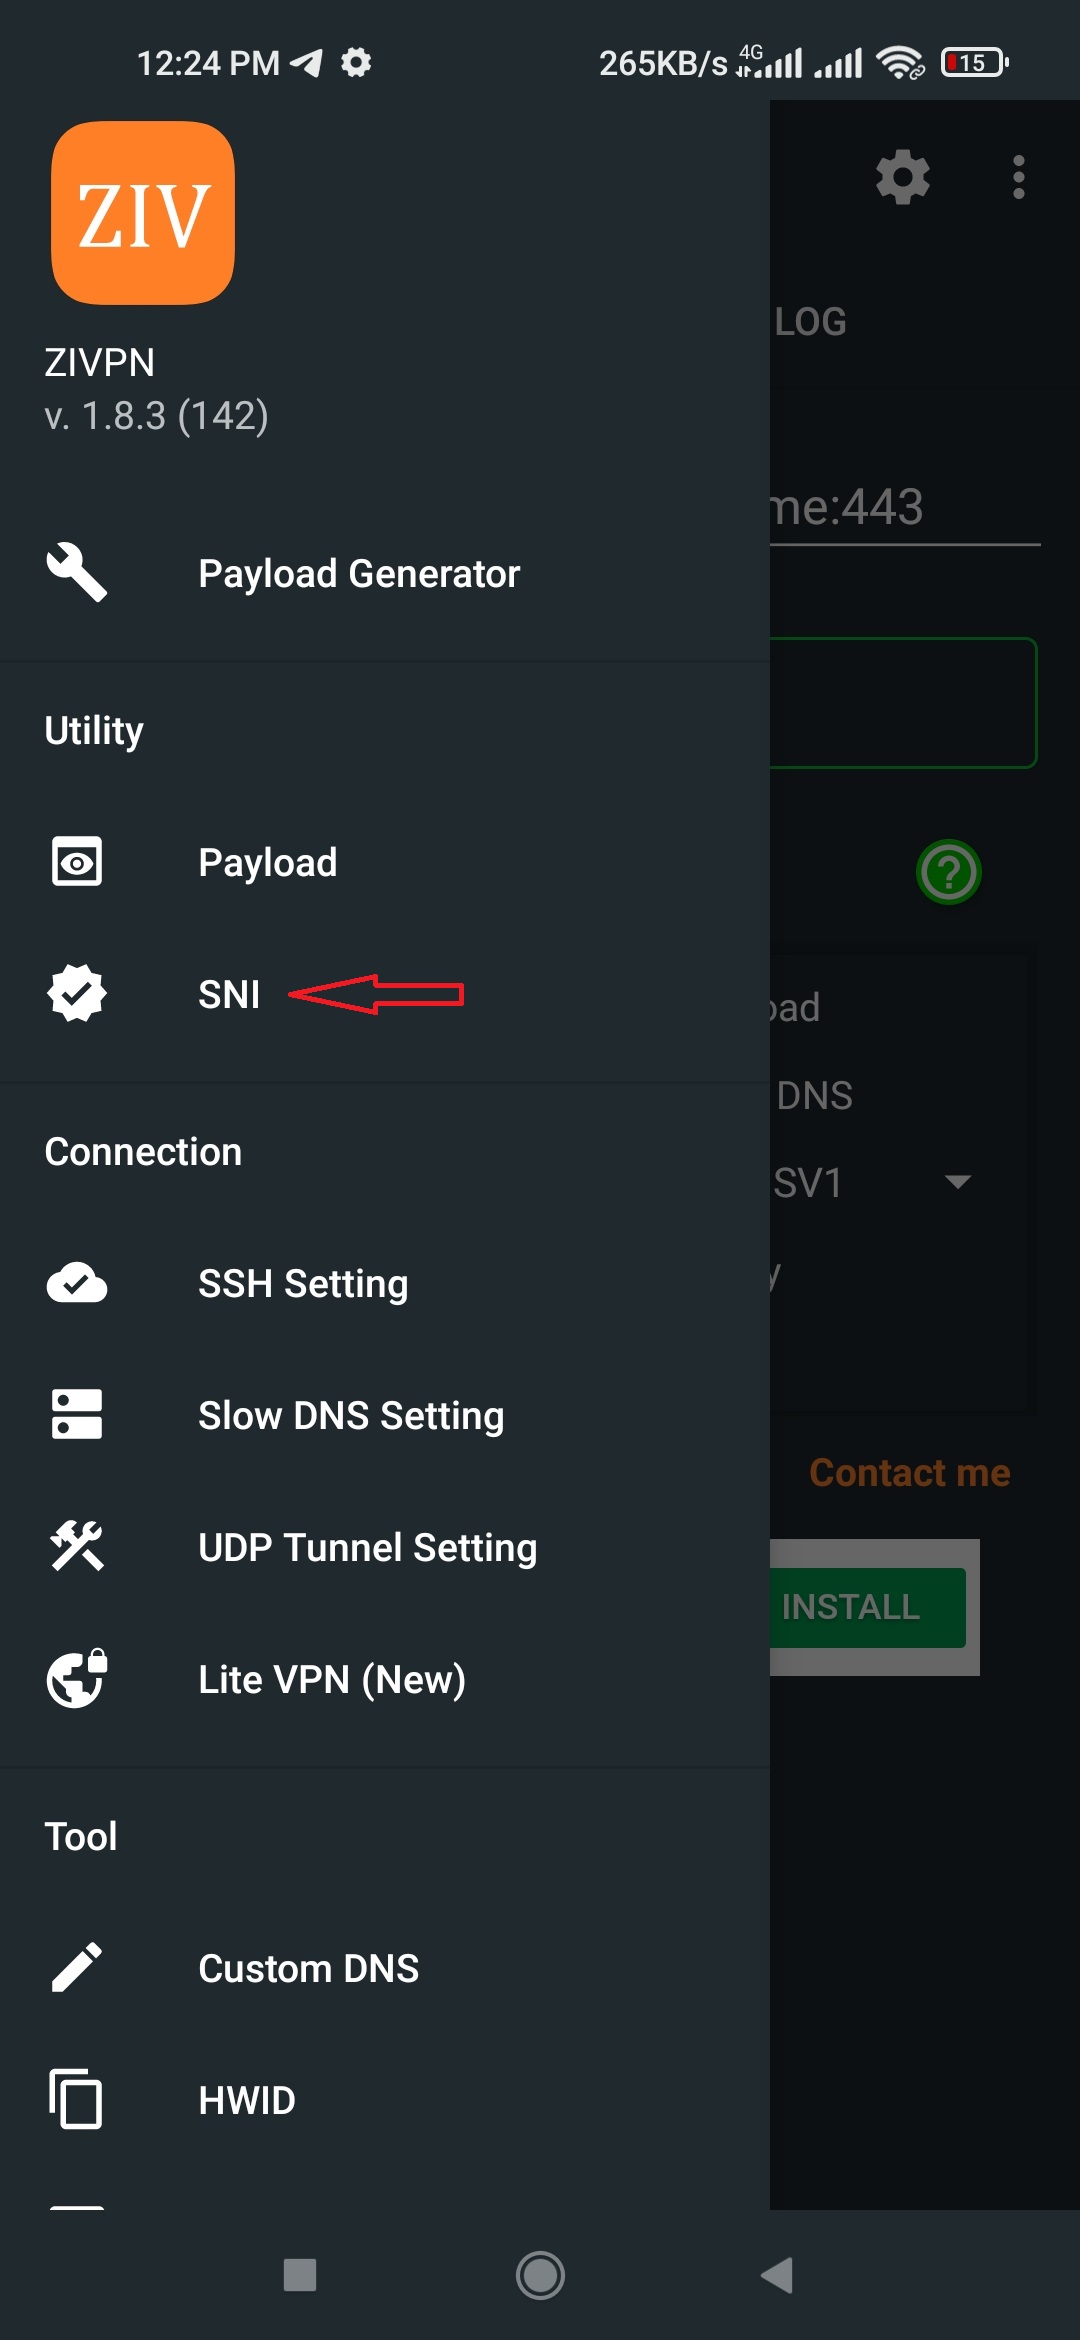 12:24 PM
265KB/s 4G 15
ZIV
ZIVPN
v. 1.8.3 (142)
LOG
me:443
Payload Generator
Utility
Payload
SNI
oad
DNS
Connection
SV1
SSH Setting
y
Slow DNS Setting
Contact me
UDP Tunnel Setting
INSTALL
Lite VPN (New)
Tool
Custom DNS
HWID